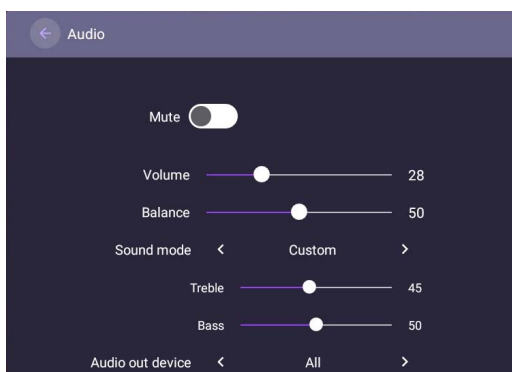 Audio
Mute
Volume 28
Balance 50
Sound mode < Custom >
Treble 45
Bass 50
Audio out device < All >